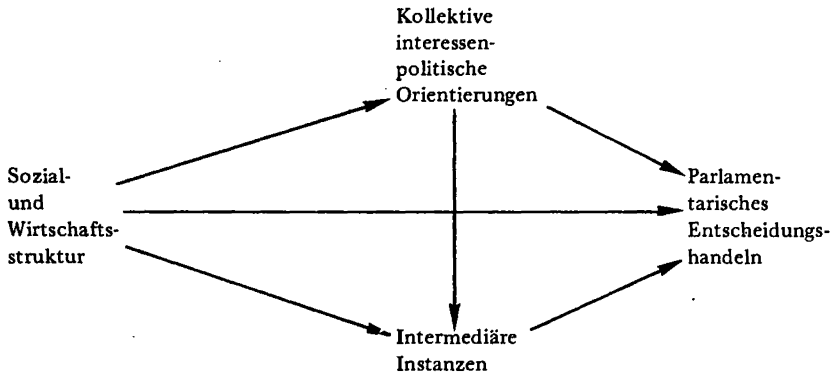 Kollektive
interessen-
politische
Orientierungen
Sozial-
und
Wirtschafts-
struktur
Parlamen-
tarisches
Entscheidungs-
handeln
Intermediäre
Instanzen